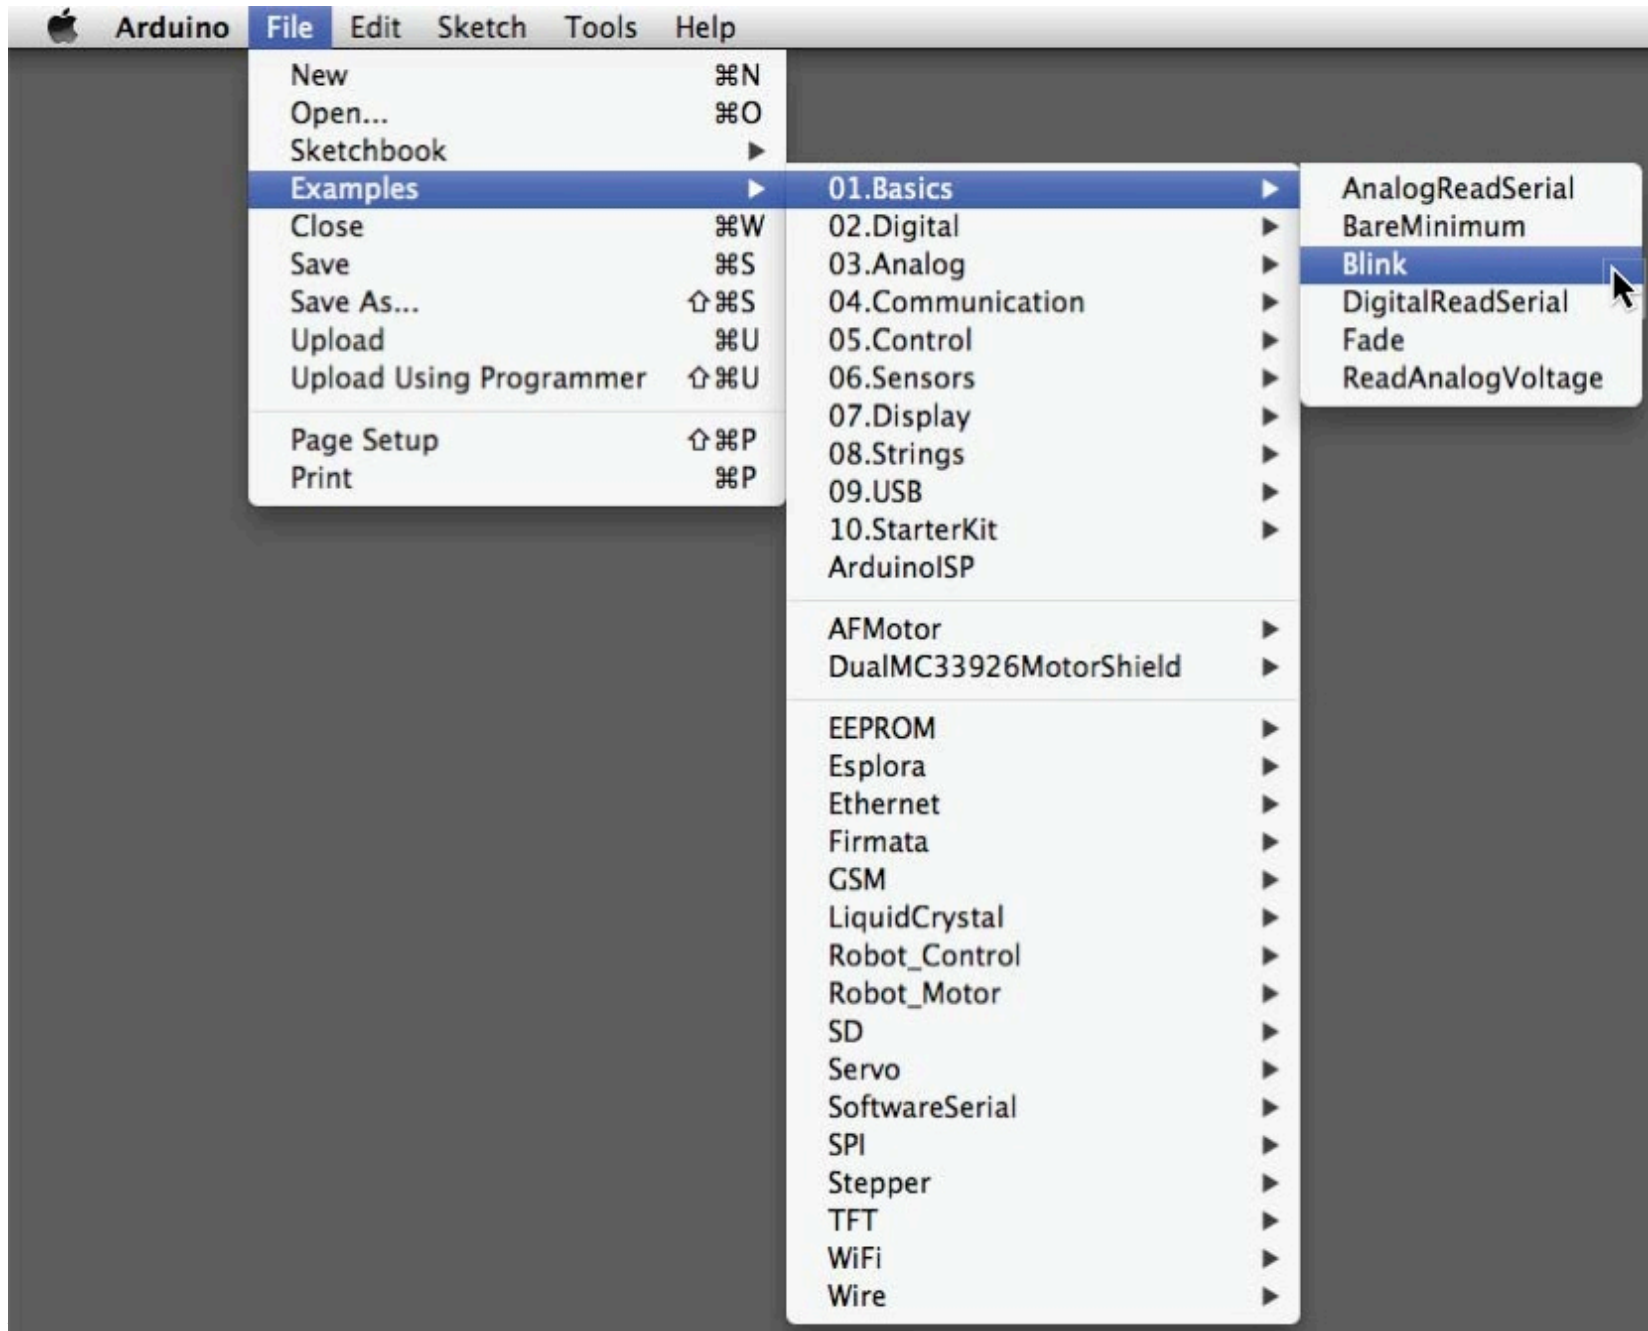 Arduino File Edit Sketch Tools Help
New ⌘N
Open... ⌘O
Sketchbook
Examples
Close ⌘W
Save ⌘S
Save As... ⇧⌘S
Upload ⌘U
Upload Using Programmer ⇧⌘U
Page Setup ⇧⌘P
Print ⌘P
01.Basics
02.Digital
03.Analog
04.Communication
05.Control
06.Sensors
07.Display
08.Strings
09.USB
10.StarterKit
ArduinoISP
AFMotor
DualMC33926MotorShield
EEPROM
Esplora
Ethernet
Firmata
GSM
LiquidCrystal
Robot_Control
Robot_Motor
SD
Servo
SoftwareSerial
SPI
Stepper
TFT
WiFi
Wire
AnalogReadSerial
BareMinimum
Blink
DigitalReadSerial
Fade
ReadAnalogVoltage